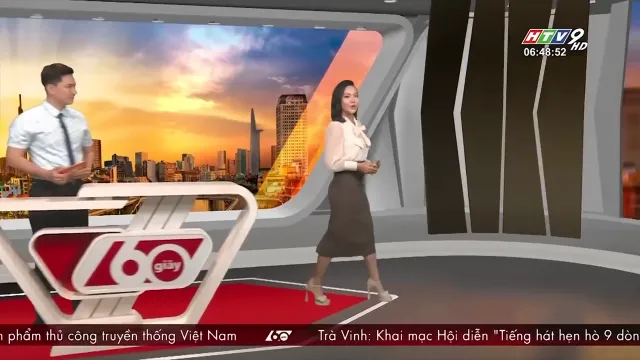 HTV9 HD
06:48:52
60 giây
n phẩm thủ công truyền thống Việt Nam 60 Trà Vinh: Khai mạc Hội diễn "Tiếng hát hẹn hò 9 dòn